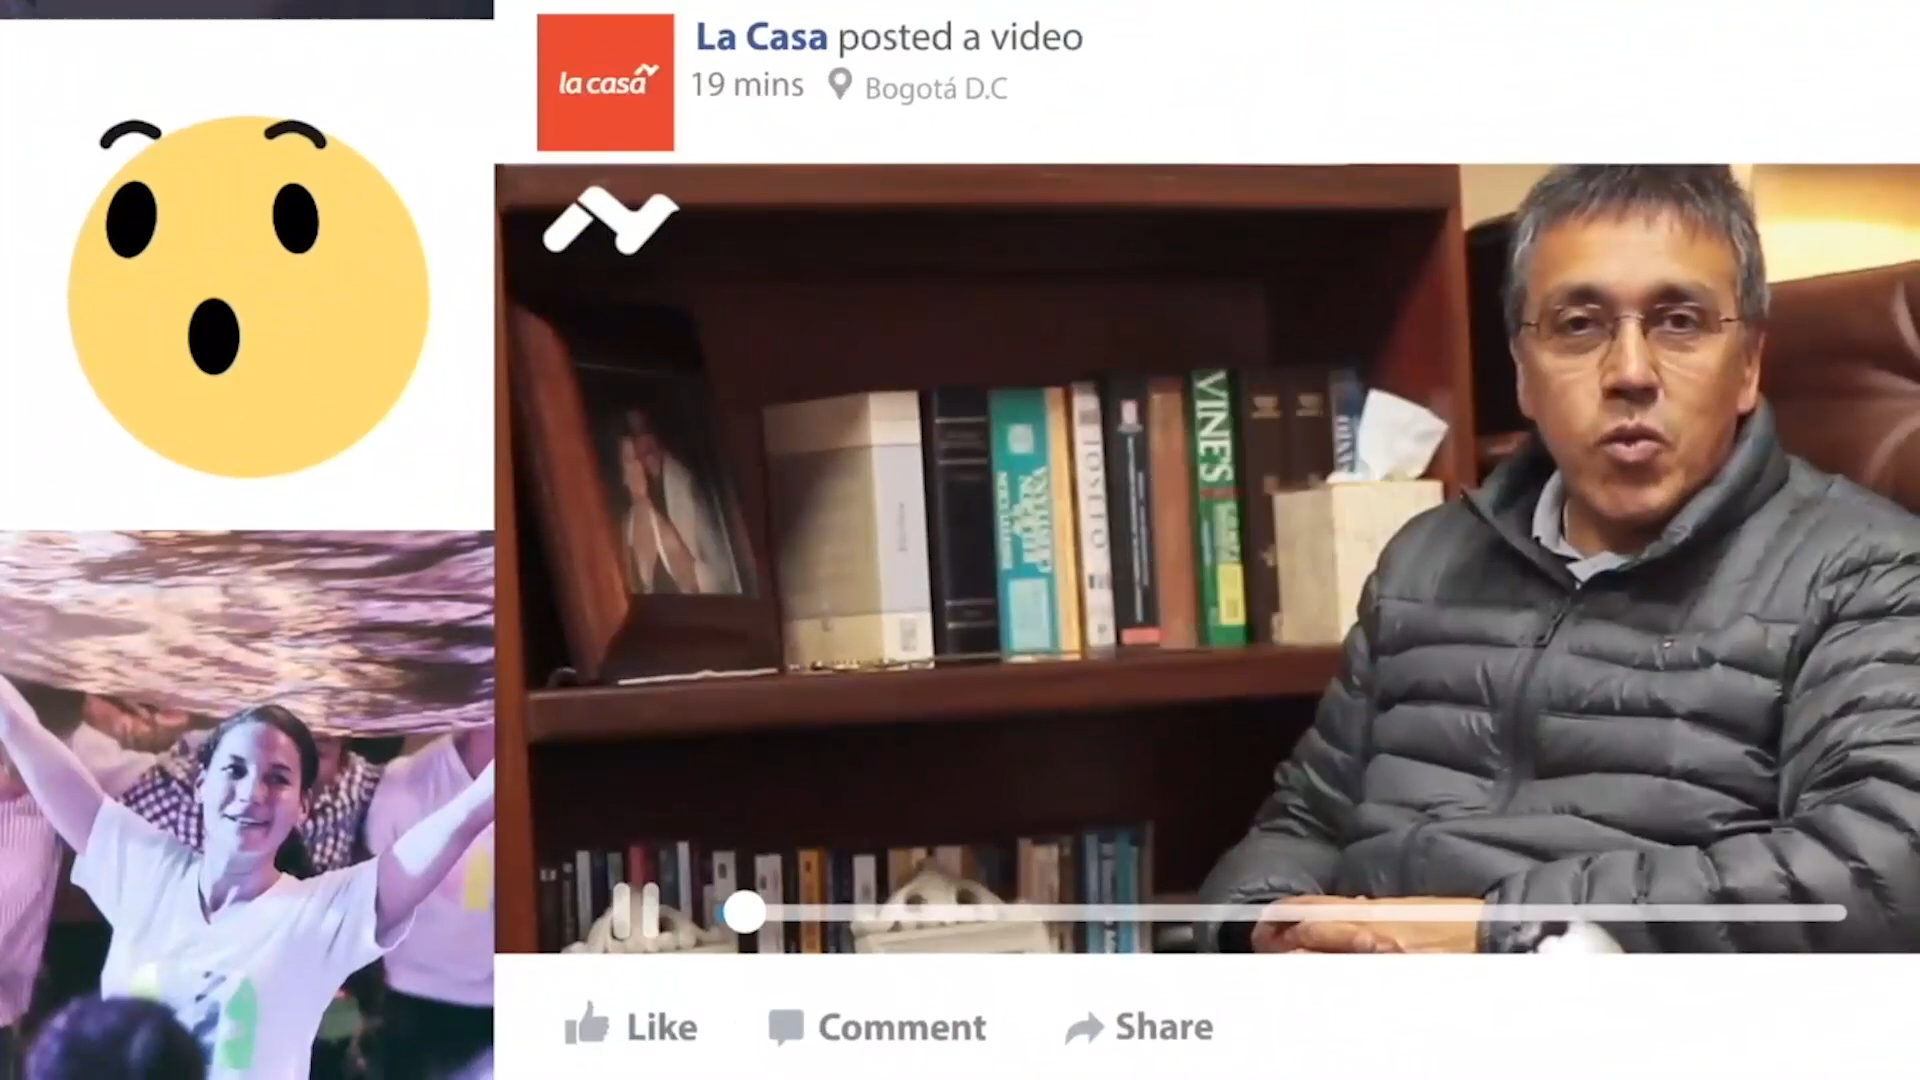 La Casa posted a video
19 mins Bogotá D.C
la casa
VINES
Like
Comment
Share